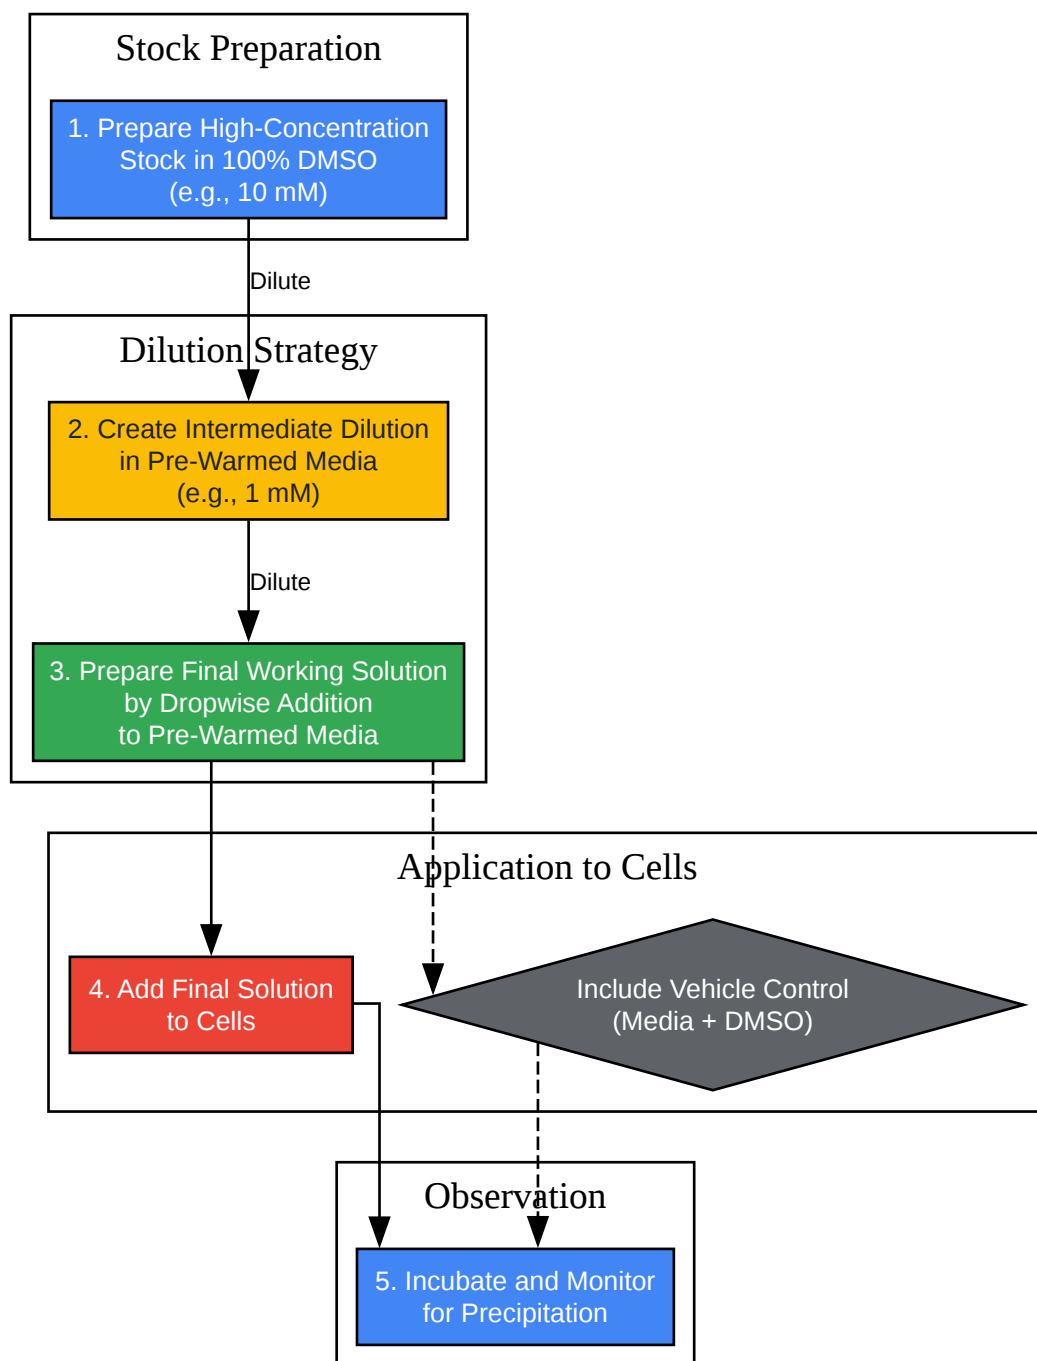 Stock Preparation
1. Prepare High-Concentration
Stock in 100% DMSO
(e.g., 10 mM)
Dilute
Dilution Strategy
2. Create Intermediate Dilution
in Pre-Warmed Media
(e.g., 1 mM)
Dilute
3. Prepare Final Working Solution
by Dropwise Addition
to Pre-Warmed Media
Application to Cells
4. Add Final Solution
to Cells
Include Vehicle Control
(Media + DMSO)
Observation
5. Incubate and Monitor
for Precipitation